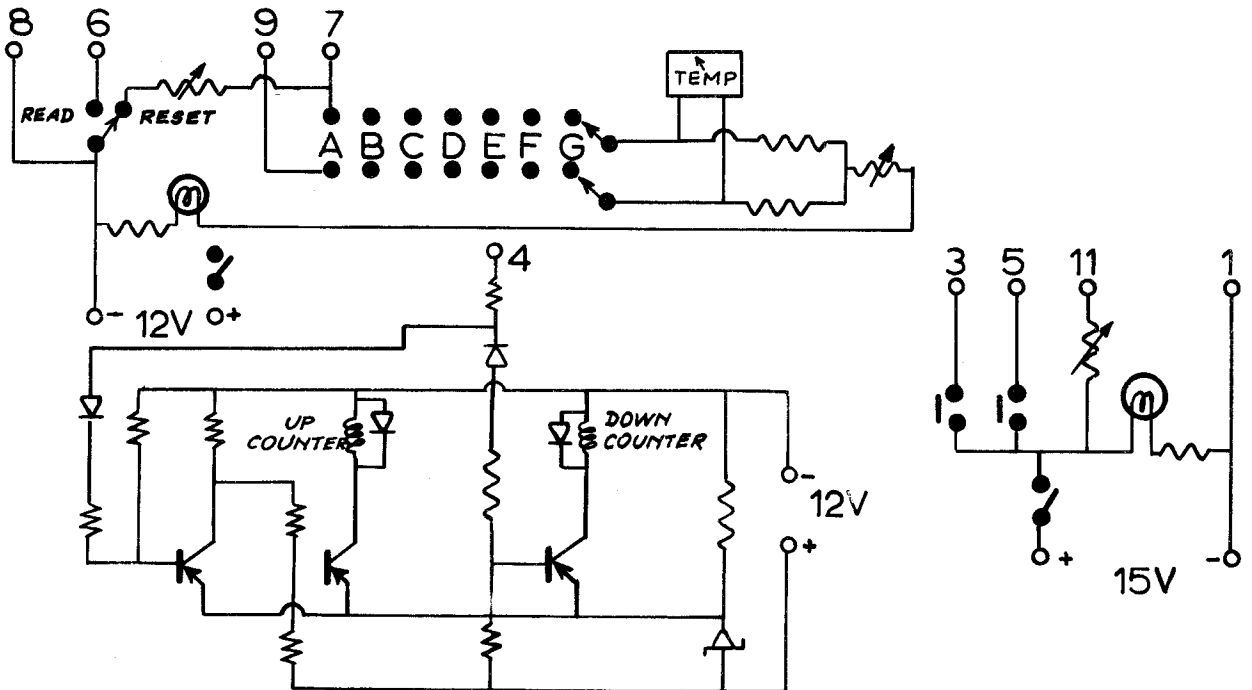 8 6 9 7
TEMP
READ RESET
A B C D E F G
4
3 5 11 1
- 12V +
UP
COUNTER
DOWN
COUNTER
-
12V
+
+ 15V -